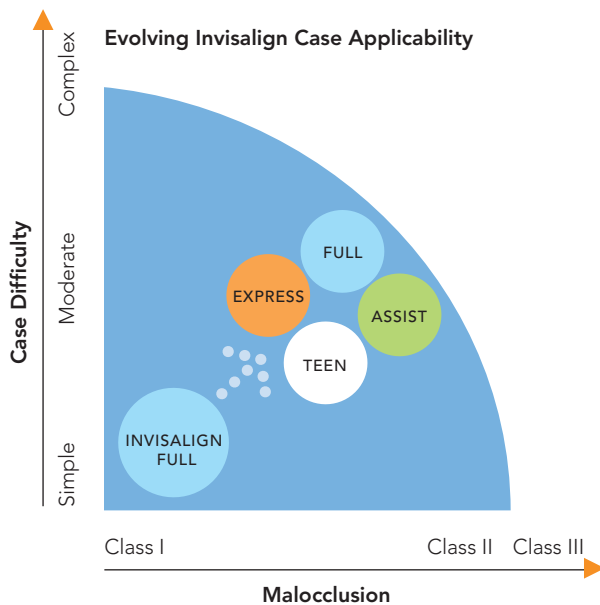 Evolving Invisalign Case Applicability
Complex
Moderate
Simple
Case Difficulty
FULL
EXPRESS
ASSIST
TEEN
INVISALIGN
FULL
Class I
Class II
Class III
Malocclusion